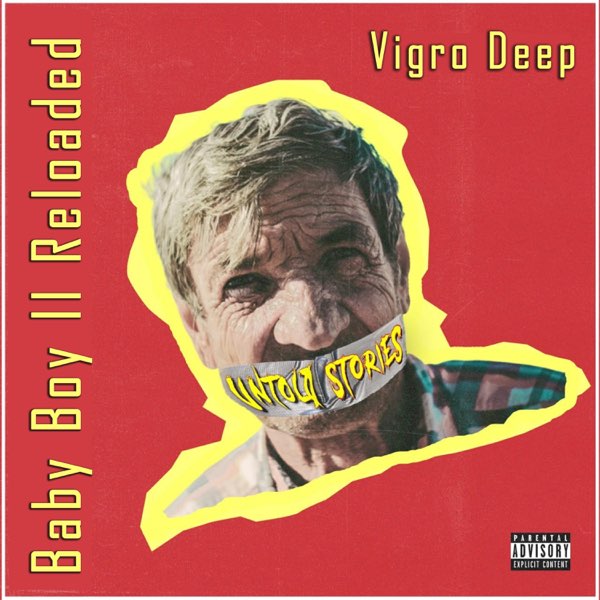 Vigro Deep
Baby Boy II Reloaded
UNTOLD STORIES
PARENTAL
ADVISORY
EXPLICIT CONTENT